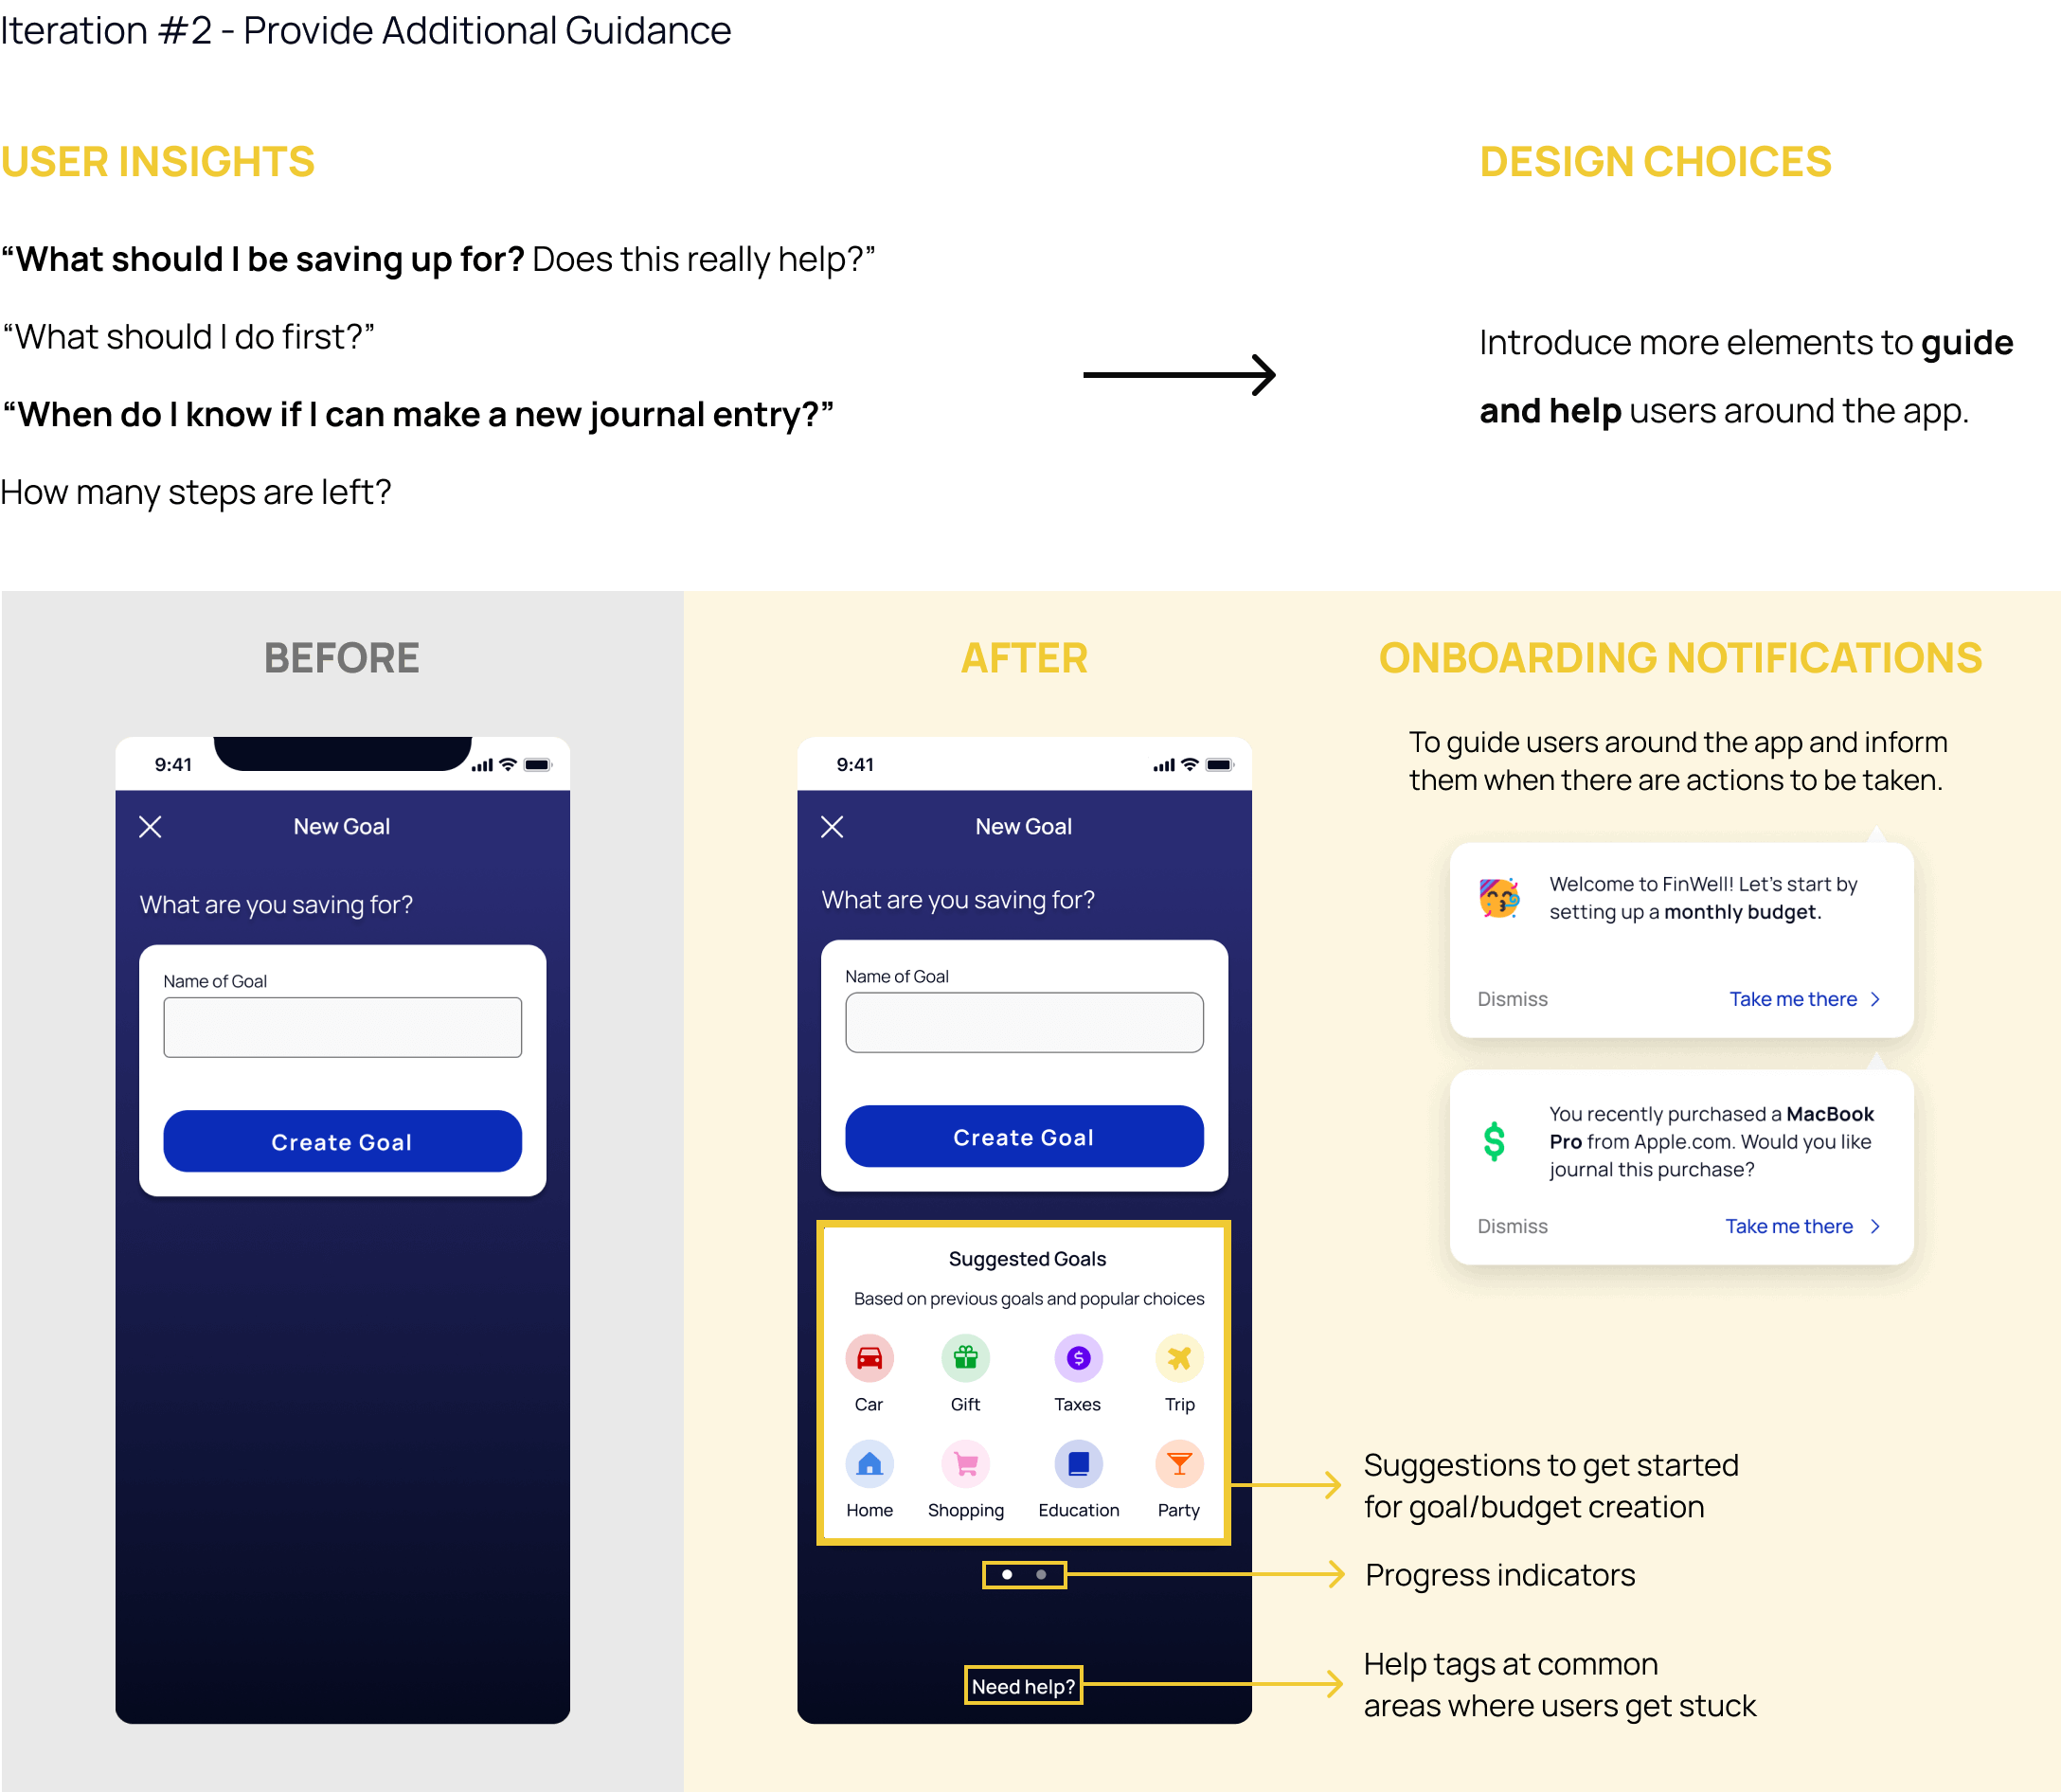 Iteration #2 - Provide Additional Guidance
USER INSIGHTS
“What should I be saving up for? Does this really help?”
“What should I do first?”
“When do I know if I can make a new journal entry?”
How many steps are left?
DESIGN CHOICES
Introduce more elements to guide
and help users around the app.
BEFORE
9:41
New Goal
What are you saving for?
Name of Goal
Create Goal
AFTER
9:41
New Goal
What are you saving for?
Name of Goal
Create Goal
Suggested Goals
Based on previous goals and popular choices
Car Gift Taxes Trip
Home Shopping Education Party
Need help?
ONBOARDING NOTIFICATIONS
To guide users around the app and inform
them when there are actions to be taken.
Welcome to FinWell! Let’s start by
setting up a monthly budget.
Dismiss Take me there
You recently purchased a MacBook
Pro from Apple.com. Would you like
journal this purchase?
Dismiss Take me there
Suggestions to get started
for goal/budget creation
Progress indicators
Help tags at common
areas where users get stuck